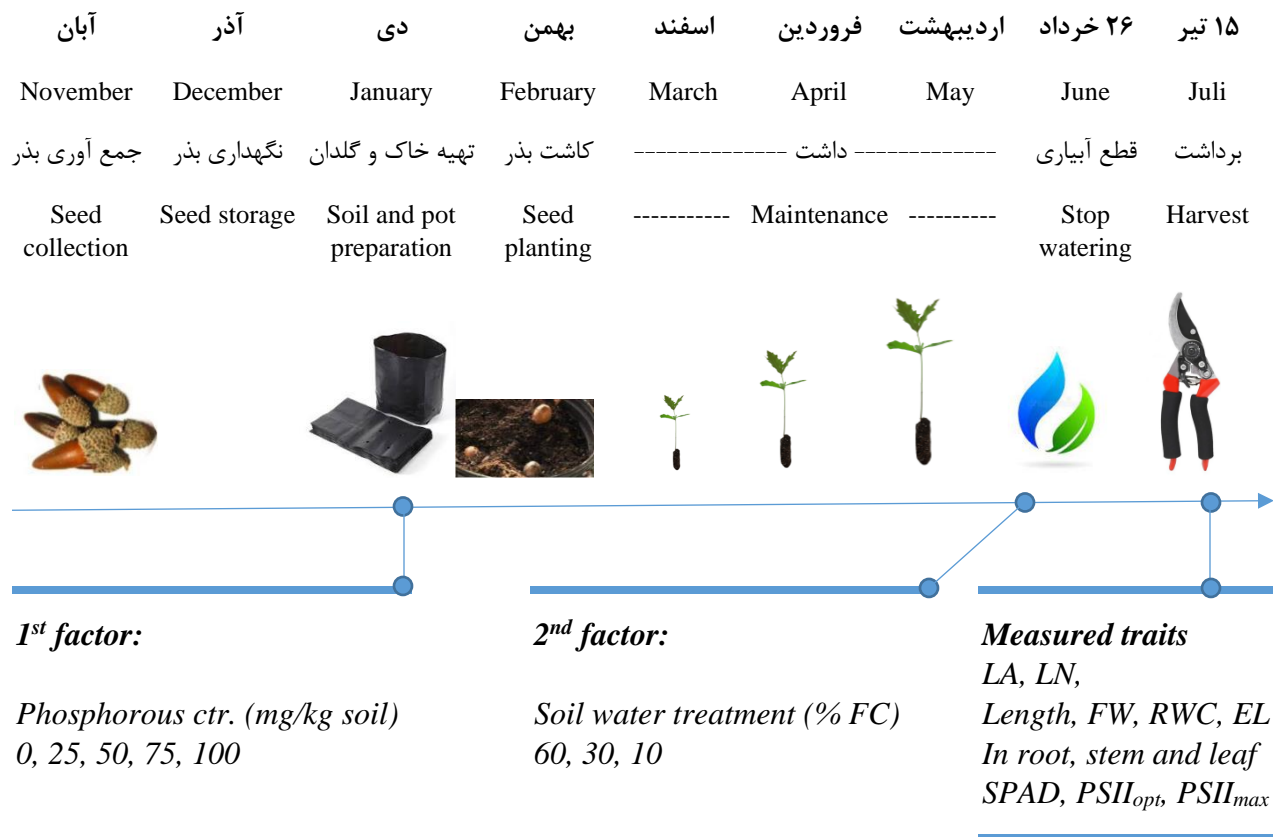 آبان آذر دی بهمن اسفند فروردین اردیبهشت ۲۶ خرداد ۱۵ تیر
November December January February March April May June Juli
جمع آوری بذر نگهداری بذر تهیه خاک و گلدان کاشت بذر --------------- داشت ------------- قطع آبیاری برداشت
Seed collection Seed storage Soil and pot preparation Seed planting ----------- Maintenance ---------- Stop watering Harvest
1st factor:
Phosphorous ctr. (mg/kg soil)
0, 25, 50, 75, 100
2nd factor:
Soil water treatment (% FC)
60, 30, 10
Measured traits
LA, LN,
Length, FW, RWC, EL
In root, stem and leaf
SPAD, PSIIopt, PSIImax